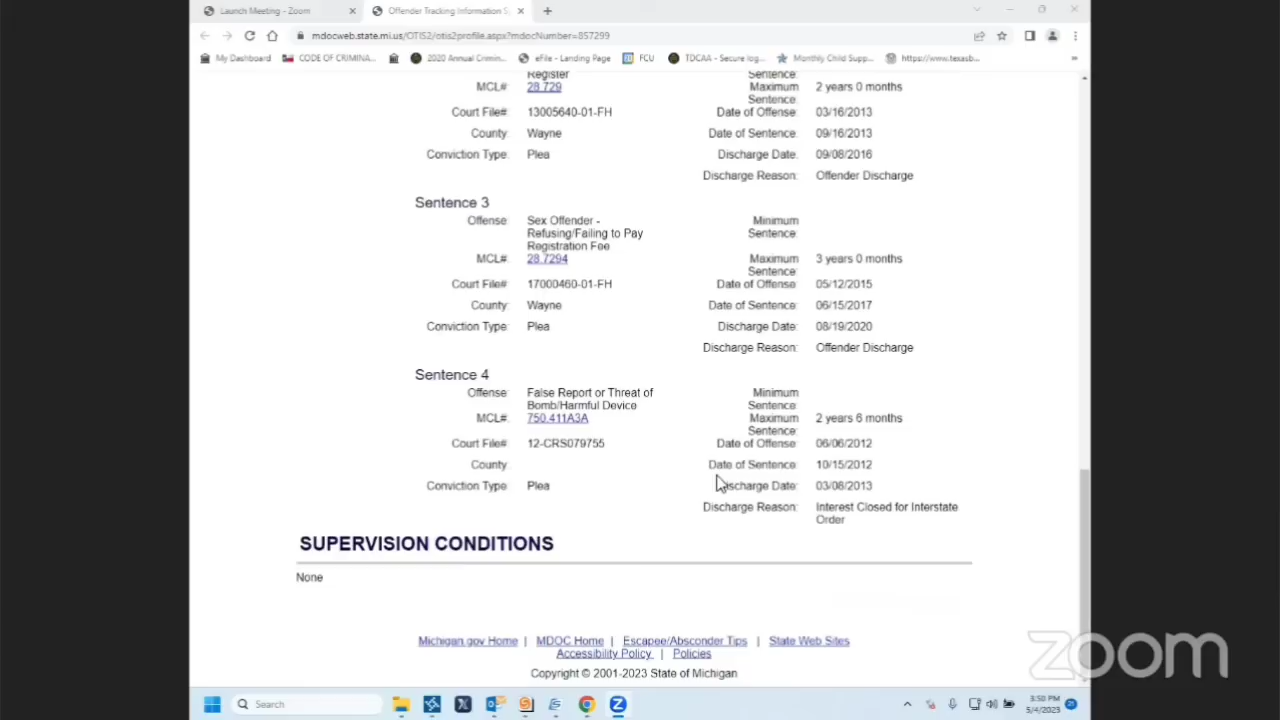 Launch Meeting - Zoom
Offender Tracking Information S
mdocweb.state.mi.us/OTIS2/otis2profile.aspx?mdocNumber=857299
My Dashboard CODE OF CRIMINA... 2020 Annual Crimin... eFile - Landing Page FCU TDCAA - Secure log... Monthly Child Supp... https://www.texasb...
Register Sentence:
MCL#: 28.729 Maximum Sentence: 2 years 0 months
Court File#: 13005640-01-FH Date of Offense: 03/16/2013
County: Wayne Date of Sentence: 09/16/2013
Conviction Type: Plea Discharge Date: 09/08/2016
Discharge Reason: Offender Discharge
Sentence 3
Offense: Sex Offender - Minimum
Refusing/Failing to Pay Sentence:
Registration Fee
MCL#: 28.7294 Maximum Sentence: 3 years 0 months
Court File#: 17000460-01-FH Date of Offense: 05/12/2015
County: Wayne Date of Sentence: 06/15/2017
Conviction Type: Plea Discharge Date: 08/19/2020
Discharge Reason: Offender Discharge
Sentence 4
Offense: False Report or Threat of Minimum
Bomb/Harmful Device Sentence:
MCL#: 750.411A3A Maximum Sentence: 2 years 6 months
Court File#: 12-CRS079755 Date of Offense: 06/06/2012
County: Date of Sentence: 10/15/2012
Conviction Type: Plea Discharge Date: 03/08/2013
Discharge Reason: Interest Closed for Interstate
Order
SUPERVISION CONDITIONS
None
Michigan.gov Home | MDOC Home | Escapee/Absconder Tips | State Web Sites
Accessibility Policy | Policies
Copyright © 2001-2023 State of Michigan
zoom
Search
3:50 PM
5/4/2023